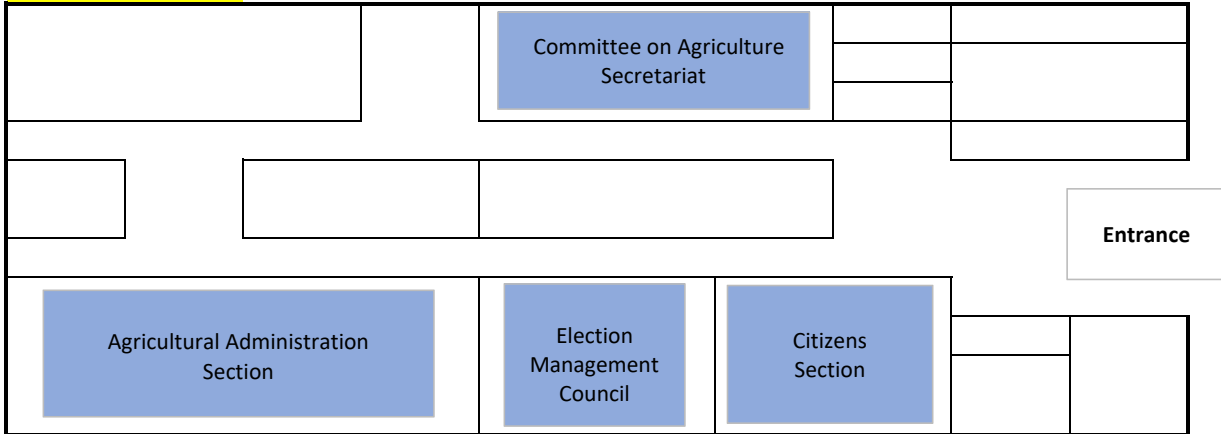 Committee on Agriculture
Secretariat
Entrance
Agricultural Administration
Section
Election
Management
Council
Citizens
Section